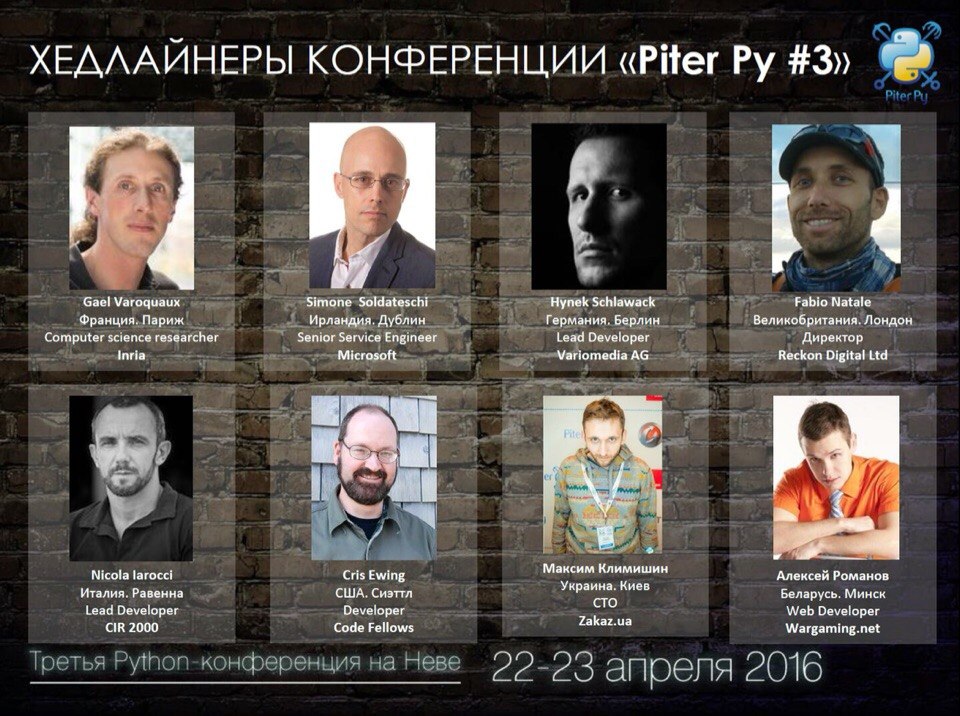 ХЕДЛАЙНЕРЫ КОНФЕРЕНЦИИ «Piter Py #3»
Piter Py
Gael Varoquaux
Франция. Париж
Computer science researcher
Inria
Simone Soldateschi
Ирландия. Дублин
Senior Service Engineer
Microsoft
Hynek Schlawack
Германия. Берлин
Lead Developer
Variomedia AG
Fabio Natale
Великобритания. Лондон
Директор
Reckon Digital Ltd
Nicola Iarocci
Италия. Равенна
Lead Developer
CIR 2000
Cris Ewing
США. Сиэттл
Developer
Code Fellows
Piter
Максим Климишин
Украина. Киев
СТО
Zakaz.ua
Алексей Романов
Беларусь. Минск
Web Developer
Wargaming.net
Третья Python-конференция на Неве
22-23 апреля 2016